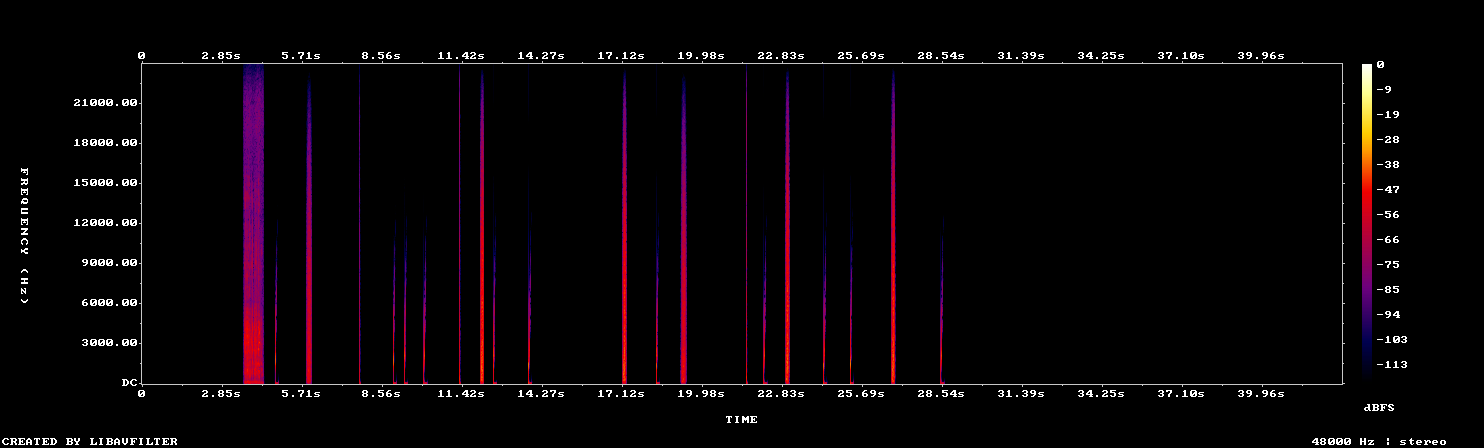 0 2.85s 5.71s 8.56s 11.42s 14.27s 17.12s 19.98s 22.83s 25.69s 28.54s 31.39s 34.25s 37.10s 39.96s
21000.00
18000.00
15000.00
12000.00
9000.00
6000.00
3000.00
DC
FREQUENCY (Hz)
0
-9
-19
-28
-38
-47
-56
-66
-75
-85
-94
-103
-113
dBFS
0 2.85s 5.71s 8.56s 11.42s 14.27s 17.12s 19.98s 22.83s 25.69s 28.54s 31.39s 34.25s 37.10s 39.96s
TIME
CREATED BY LIBAVFILTER
48000 Hz | stereo